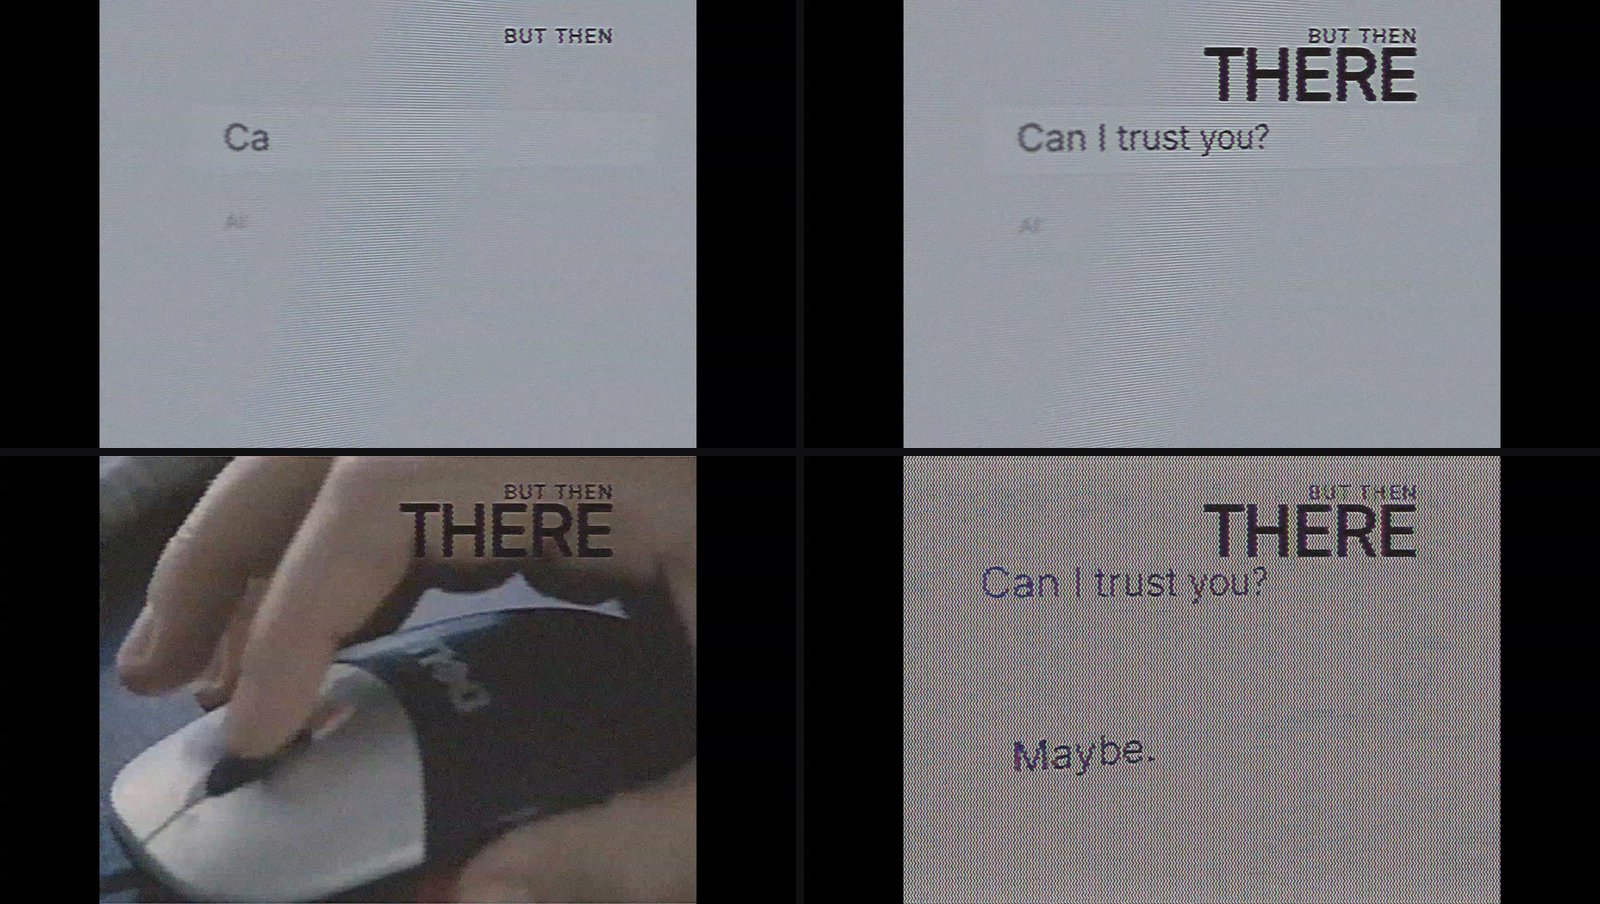 BUT THEN
Ca
BUT THEN
THERE
Can I trust you?
BUT THEN
THERE
BUT THEN
THERE
Can I trust you?
Maybe.